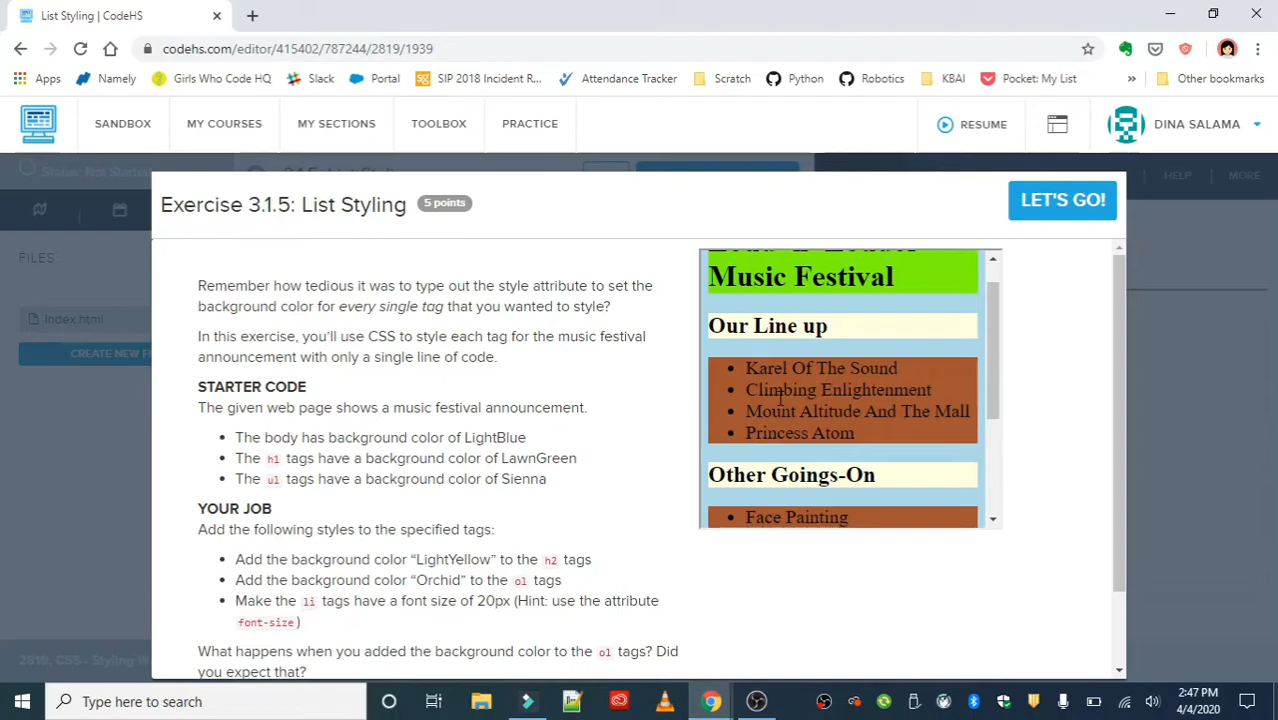 List Styling | CodeHS
codehs.com/editor/415402/787244/2819/1939
Apps Namely Girls Who Code HQ Slack Portal SIP 2018 Incident R... Attendance Tracker Scratch Python Robotics KBAI Pocket: My List » Other bookmarks
SANDBOX MY COURSES MY SECTIONS TOOLBOX PRACTICE RESUME DINA SALAMA
Status: Not Started
HELP MORE
Exercise 3.1.5: List Styling 5 points LET'S GO!
FILES
index.html
CREATE NEW F
Remember how tedious it was to type out the style attribute to set the
background color for every single tag that you wanted to style?
In this exercise, you'll use CSS to style each tag for the music festival
announcement with only a single line of code.
STARTER CODE
The given web page shows a music festival announcement.
• The body has background color of LightBlue
• The h1 tags have a background color of LawnGreen
• The ul tags have a background color of Sienna
YOUR JOB
Add the following styles to the specified tags:
• Add the background color “LightYellow” to the h2 tags
• Add the background color “Orchid” to the ol tags
• Make the li tags have a font size of 20px (Hint: use the attribute
font-size)
What happens when you added the background color to the ol tags? Did
you expect that?
Music Festival
Our Line up
• Karel Of The Sound
• Climbing Enlightenment
• Mount Altitude And The Mall
• Princess Atom
Other Goings-On
• Face Painting
Type here to search
2:47 PM
4/4/2020